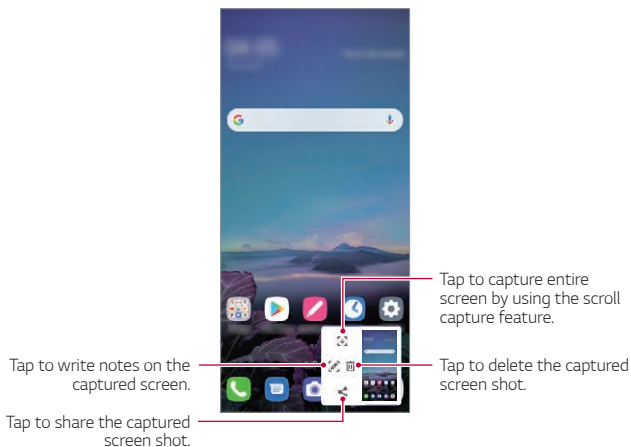 Tap to capture entire
screen by using the scroll
capture feature.
Tap to write notes on the
captured screen.
Tap to delete the captured
screen shot.
Tap to share the captured
screen shot.